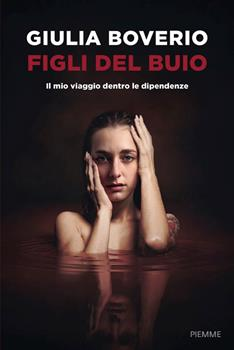 GIULIA BOVERIO
FIGLI DEL BUIO
Il mio viaggio dentro le dipendenze
PIEMME